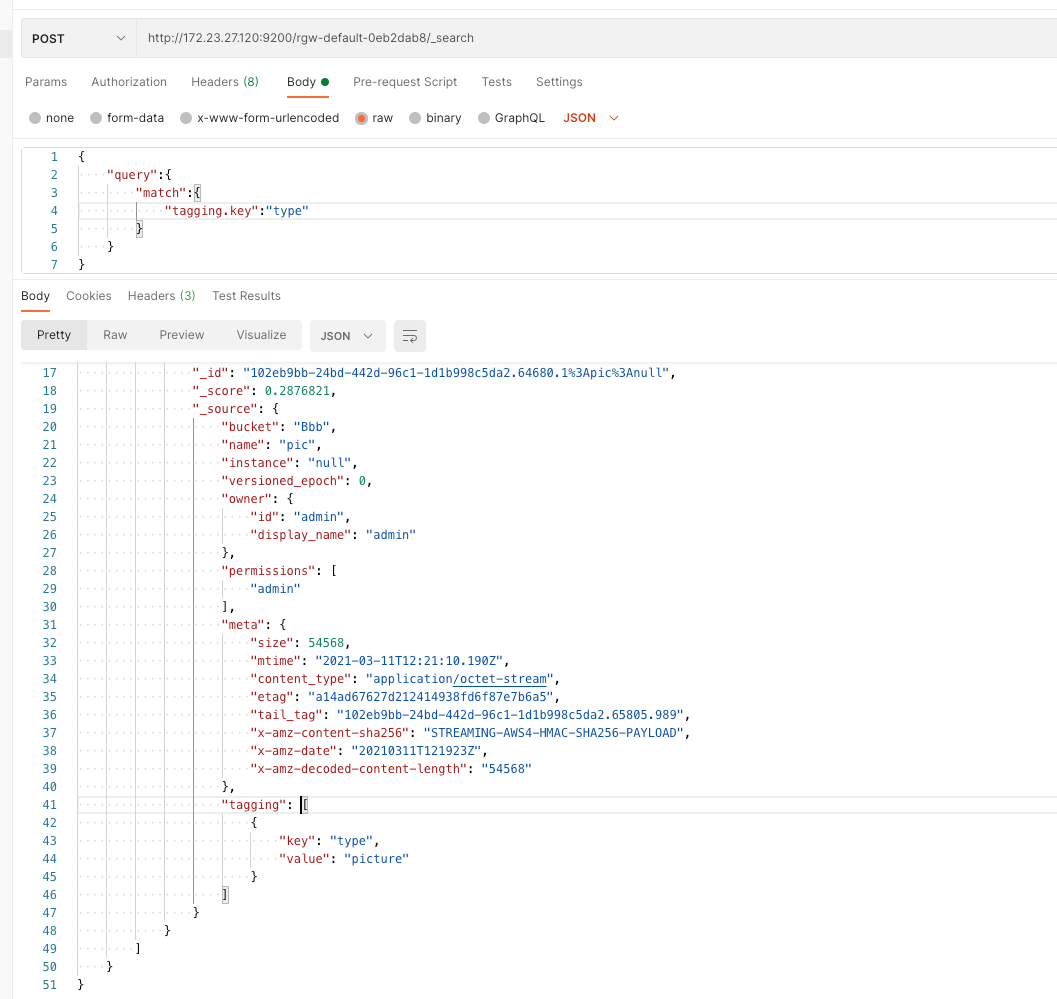 POST http://172.23.27.120:9200/rgw-default-0eb2dab8/_search
Params Authorization Headers (8) Body Pre-request Script Tests Settings
none form-data x-www-form-urlencoded raw binary GraphQL JSON
1 {
2 "query":{
3 "match":{
4 "tagging.key":"type"
5 }
6 }
7 }
Body Cookies Headers (3) Test Results
Pretty Raw Preview Visualize JSON
17 "_id": "102eb9bb-24bd-442d-96c1-1d1b998c5da2.64680.1%3Apic%3Anull",
18 "_score": 0.2876821,
19 "_source": {
20 "bucket": "Bbb",
21 "name": "pic",
22 "instance": "null",
23 "versioned_epoch": 0,
24 "owner": {
25 "id": "admin",
26 "display_name": "admin"
27 },
28 "permissions": [
29 "admin"
30 ],
31 "meta": {
32 "size": 54568,
33 "mtime": "2021-03-11T12:21:10.190Z",
34 "content_type": "application/octet-stream",
35 "etag": "a14ad67627d212414938fd6f87e7b6a5",
36 "tail_tag": "102eb9bb-24bd-442d-96c1-1d1b998c5da2.65805.989",
37 "x-amz-content-sha256": "STREAMING-AWS4-HMAC-SHA256-PAYLOAD",
38 "x-amz-date": "20210311T121923Z",
39 "x-amz-decoded-content-length": "54568"
40 },
41 "tagging": [
42 {
43 "key": "type",
44 "value": "picture"
45 }
46 ]
47 }
48 }
49 ]
50 }
51 }